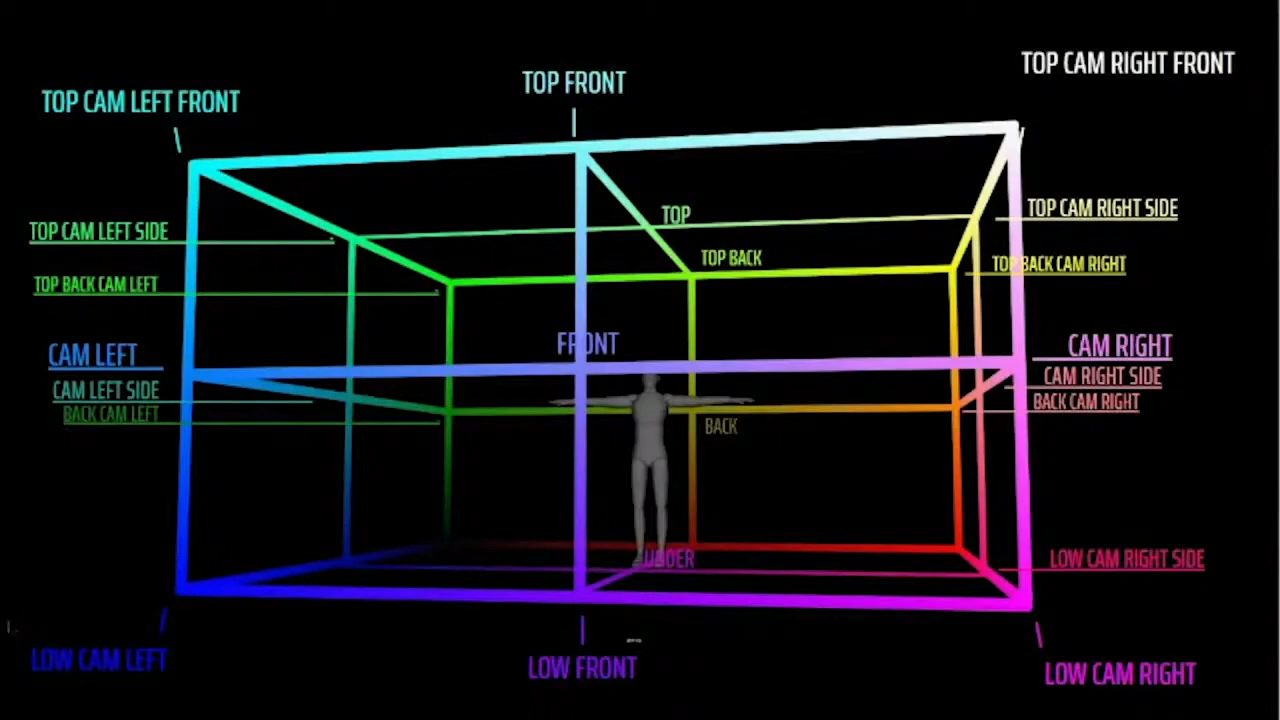 TOP CAM RIGHT FRONT
TOP FRONT
TOP CAM LEFT FRONT
TOP CAM RIGHT SIDE
TOP
TOP CAM LEFT SIDE
TOP BACK
TOP BACK CAM RIGHT
TOP BACK CAM LEFT
FRONT
CAM RIGHT
CAM LEFT
CAM RIGHT SIDE
CAM LEFT SIDE
BACK CAM RIGHT
BACK CAM LEFT
BACK
UNDER
LOW CAM RIGHT SIDE
LOW CAM LEFT
LOW FRONT
LOW CAM RIGHT